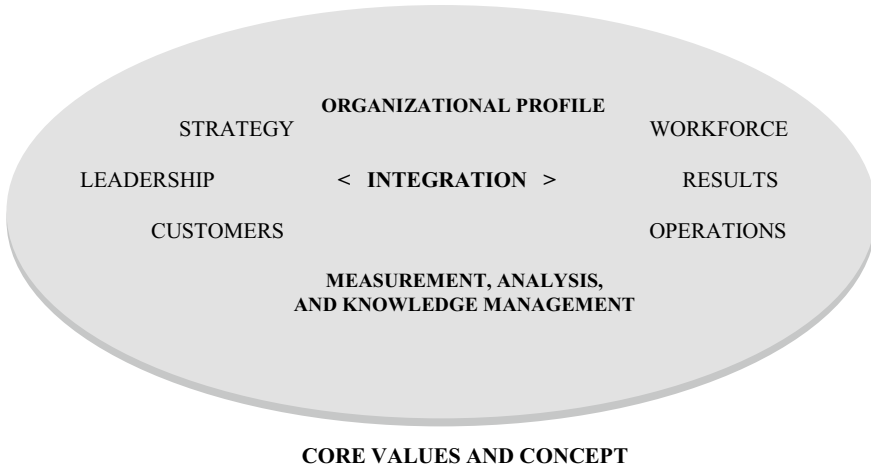 ORGANIZATIONAL PROFILE
STRATEGY
WORKFORCE
LEADERSHIP
< INTEGRATION >
RESULTS
CUSTOMERS
OPERATIONS
MEASUREMENT, ANALYSIS,
AND KNOWLEDGE MANAGEMENT
CORE VALUES AND CONCEPT